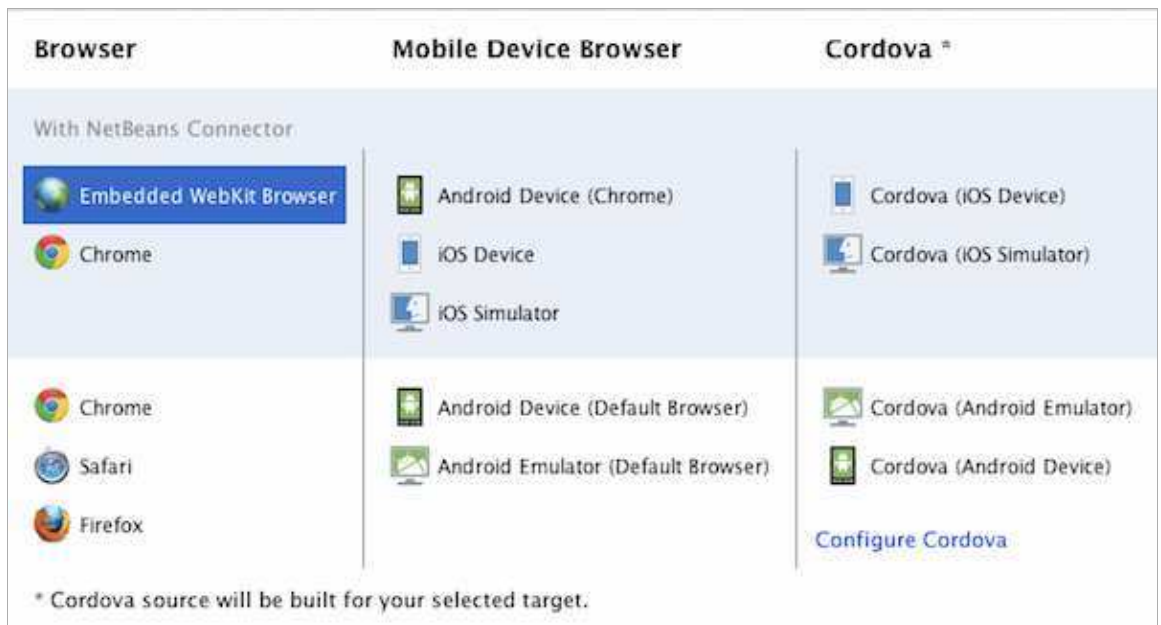 Browser
Mobile Device Browser
Cordova *
With NetBeans Connector
Embedded WebKit Browser
Android Device (Chrome)
Cordova (iOS Device)
Chrome
iOS Device
Cordova (iOS Simulator)
iOS Simulator
Chrome
Android Device (Default Browser)
Cordova (Android Emulator)
Safari
Android Emulator (Default Browser)
Cordova (Android Device)
Firefox
Configure Cordova
* Cordova source will be built for your selected target.